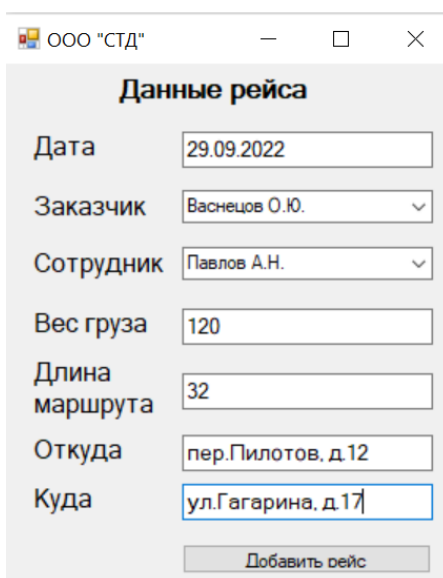 ООО "СТД"
Данные рейса
Дата 29.09.2022
Заказчик Васнецов О.Ю.
Сотрудник Павлов А.Н.
Вес груза 120
Длина
маршрута 32
Откуда пер.Пилотов, д.12
Куда ул.Гагарина, д.17
Добавить рейс